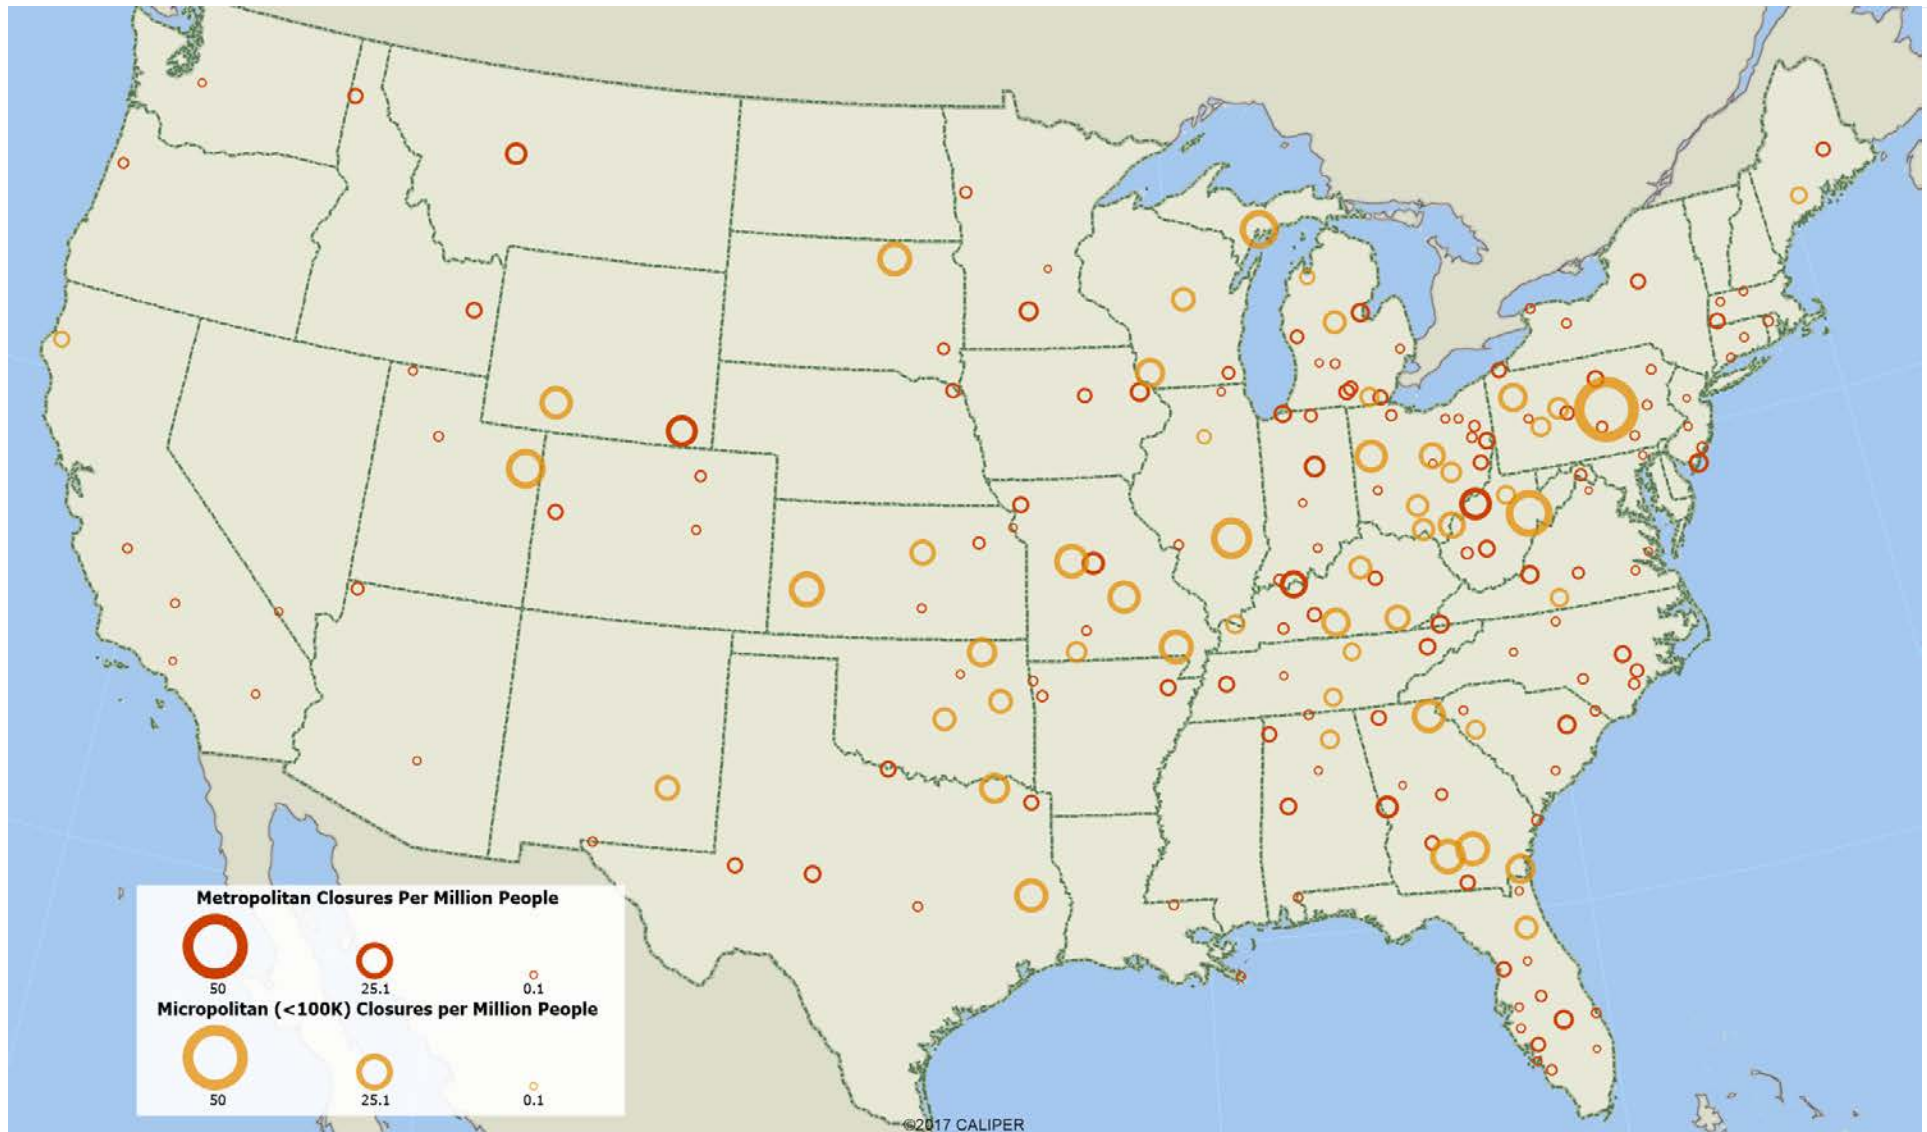 Metropolitan Closures Per Million People
50 25.1 0.1
Micropolitan (<100K) Closures per Million People
50 25.1 0.1
©2017 CALIPER